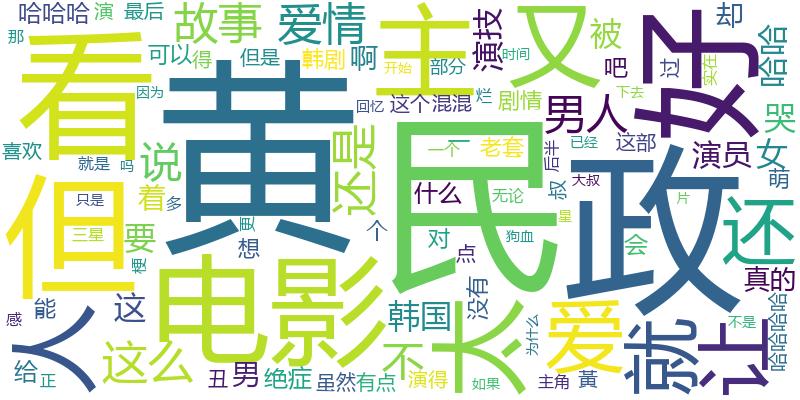 哈哈哈
演
最后
故事
爱情
主
演技
又
被
好
却
哈哈
那
看
可以
得
但是
韩剧
啊
部分
时间
吧
过
实在
因为
黄
开始
回忆
这个
混混
烂
剧情
男人
下去
哭
喜欢
就是
吗
说
还是
民
一个
老套
后半
已经
这部
演员
女
但
只是
着
多
什么
无论
叔
大叔
萌
政
还
三星
要
更
想
个
对
点
狗血
星
片
会
真的
梗
电影
太
没有
爱
为什么
就
让
不是
哈哈哈哈
感
能
这
人
韩国
给
正
这么
丑
男
绝症
虽然
有点
不
演得
如果
主角
黃